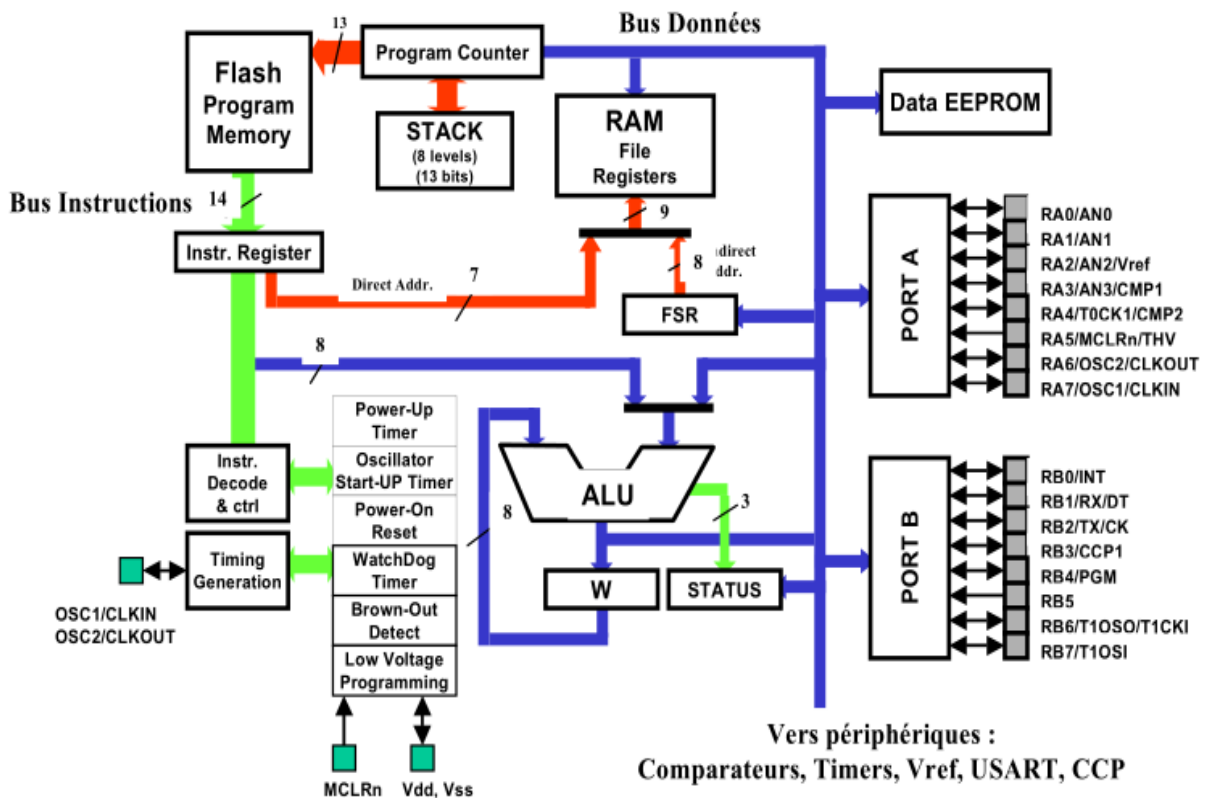 Bus Données
13
Flash
Program
Memory
Program Counter
STACK
(8 levels)
(13 bits)
RAM
File
Registers
Data EEPROM
14
Bus Instructions
Instr. Register
9
Direct Addr.
7
8
ndirect
ddr.
FSR
8
PORT A
RA0/AN0
RA1/AN1
RA2/AN2/Vref
RA3/AN3/CMP1
RA4/T0CK1/CMP2
RA5/MCLRn/THV
RA6/OSC2/CLKOUT
RA7/OSC1/CLKIN
Power-Up
Timer
Oscillator
Start-UP Timer
Power-On
Reset
WatchDog
Timer
Brown-Out
Detect
Low Voltage
Programming
Instr.
Decode
& ctrl
Timing
Generation
OSC1/CLKIN
OSC2/CLKOUT
MCLRn
Vdd, Vss
8
ALU
3
W
STATUS
PORT B
RB0/INT
RB1/RX/DT
RB2/TX/CK
RB3/CCP1
RB4/PGM
RB5
RB6/T1OSO/T1CKI
RB7/T1OSI
Vers périphériques :
Comparateurs, Timers, Vref, USART, CCP